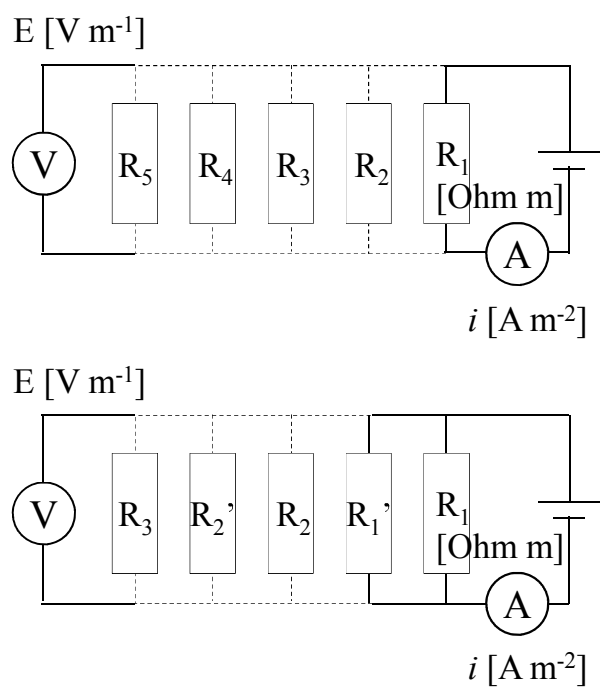 E [V m⁻¹]
V R₅ R₄ R₃ R₂ R₁
[Ohm m]
A
i [A m⁻²]
E [V m⁻¹]
V R₃ R₂’ R₂ R₁’ R₁
[Ohm m]
A
i [A m⁻²]